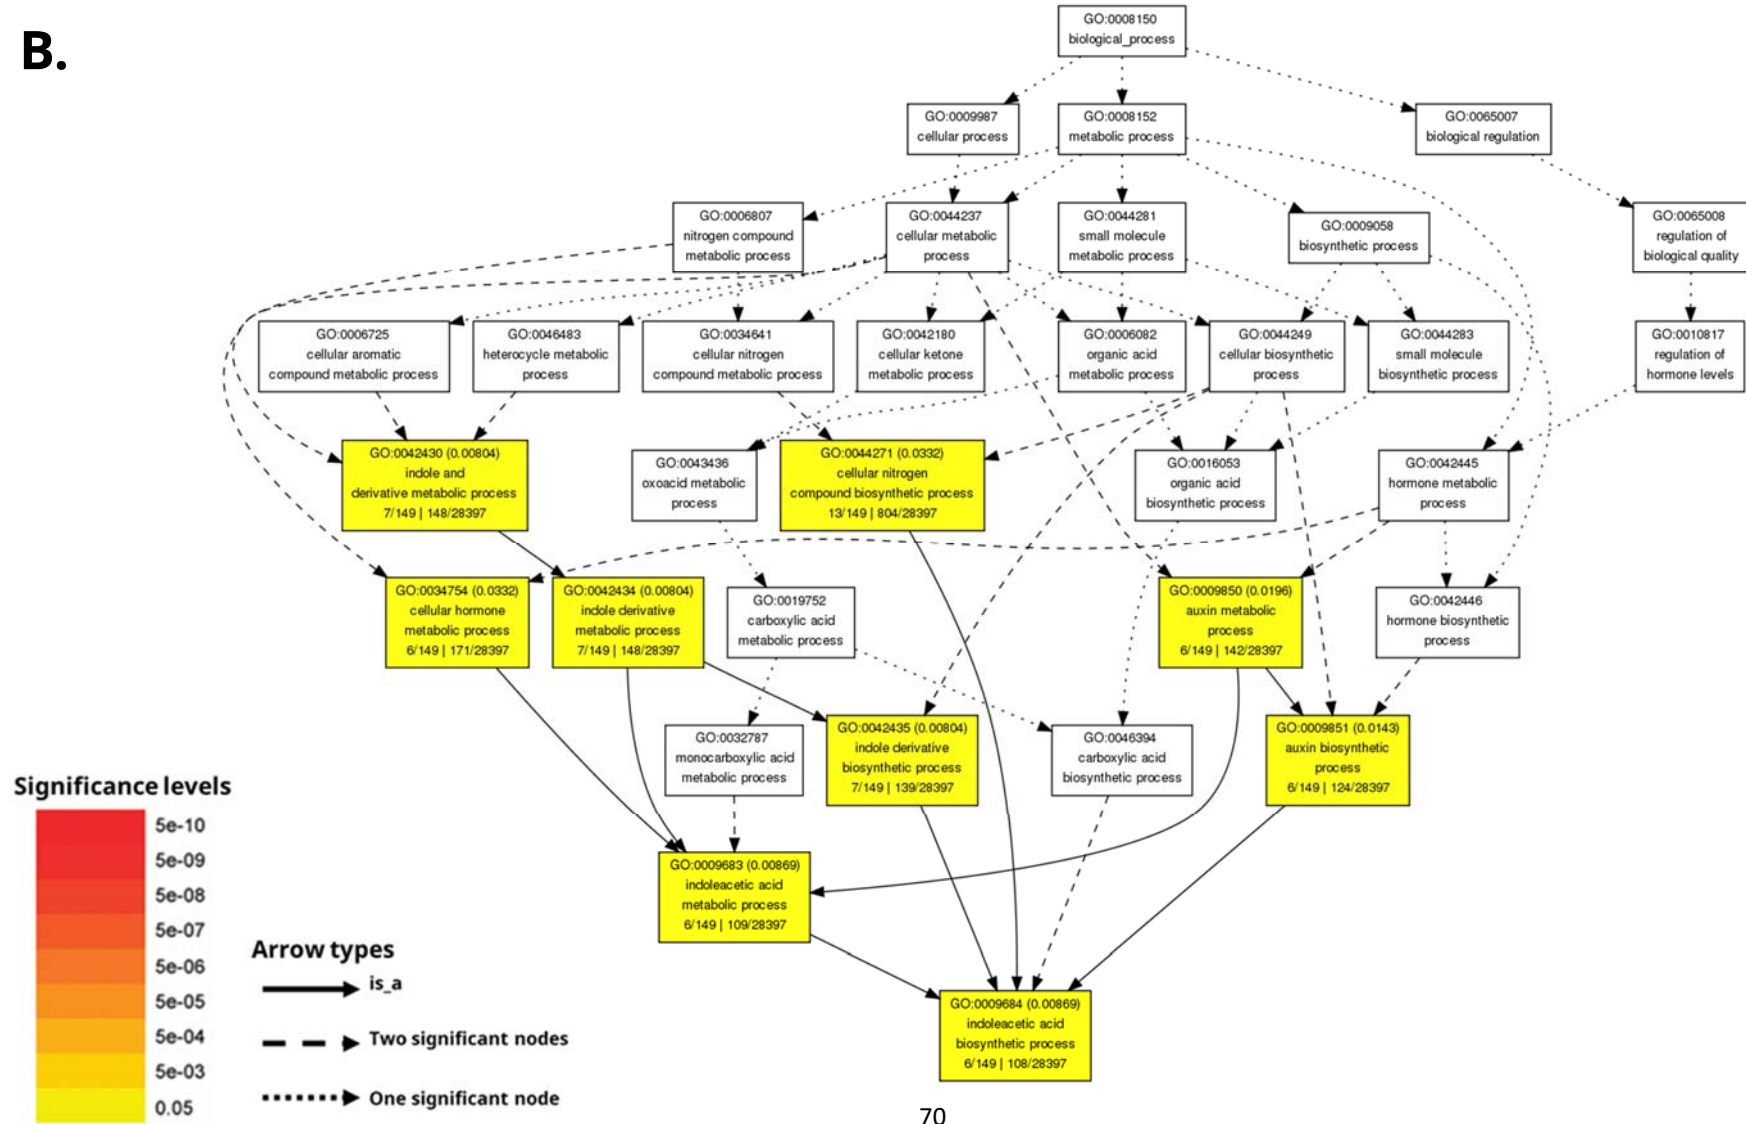 B.
GO:0008150
biological_process
GO:0009987
cellular process
GO:0008152
metabolic process
GO:0065007
biological regulation
GO:0006807
nitrogen compound
metabolic process
GO:0044237
cellular metabolic
process
GO:0044281
small molecule
metabolic process
GO:0009058
biosynthetic process
GO:0065008
regulation of
biological quality
GO:0006725
cellular aromatic
compound metabolic process
GO:0046483
heterocycle metabolic
process
GO:0034641
cellular nitrogen
compound metabolic process
GO:0042180
cellular ketone
metabolic process
GO:0006082
organic acid
metabolic process
GO:0044249
cellular biosynthetic
process
GO:0044283
small molecule
biosynthetic process
GO:0010817
regulation of
hormone levels
GO:0042430 (0.00804)
indole and
derivative metabolic process
7/149 | 148/28397
GO:0043436
oxoacid metabolic
process
GO:0044271 (0.0332)
cellular nitrogen
compound biosynthetic process
13/149 | 804/28397
GO:0016053
organic acid
biosynthetic process
GO:0042445
hormone metabolic
process
GO:0034754 (0.0332)
cellular hormone
metabolic process
6/149 | 171/28397
GO:0042434 (0.00804)
indole derivative
metabolic process
7/149 | 148/28397
GO:0019752
carboxylic acid
metabolic process
GO:0009850 (0.0196)
auxin metabolic
process
6/149 | 142/28397
GO:0042446
hormone biosynthetic
process
GO:0032787
monocarboxylic acid
metabolic process
GO:0042435 (0.00804)
indole derivative
biosynthetic process
7/149 | 139/28397
GO:0046394
carboxylic acid
biosynthetic process
GO:0009851 (0.0143)
auxin biosynthetic
process
6/149 | 124/28397
GO:0009683 (0.00869)
indoleacetic acid
metabolic process
6/149 | 109/28397
GO:0009684 (0.00869)
indoleacetic acid
biosynthetic process
6/149 | 108/28397
Significance levels
5e-10
5e-09
5e-08
5e-07
5e-06
5e-05
5e-04
5e-03
0.05
Arrow types
is_a
Two significant nodes
One significant node
70